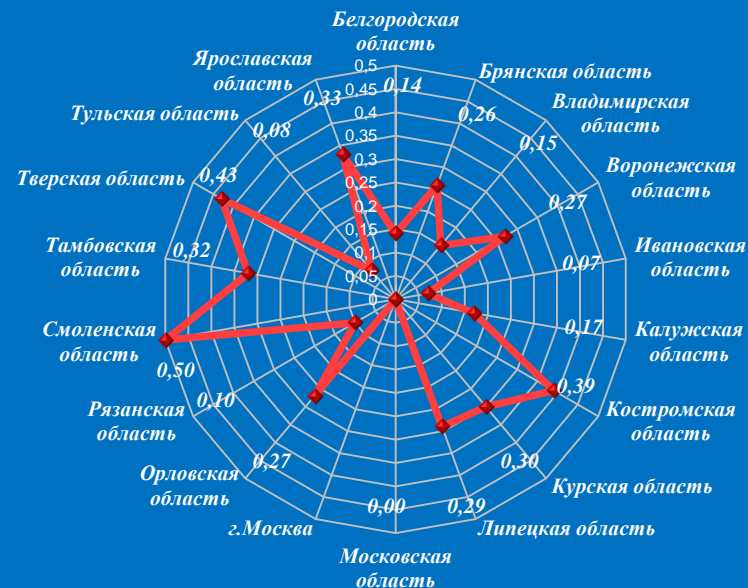 Белгородская
область
0,14
Брянская область
0,26
Владимирская
область
0,15
Воронежская
область
0,27
Ивановская
область
0,07
Калужская
область
0,17
Костромская
область
0,39
Курская область
0,30
Липецкая область
0,29
Московская
область
0,00
г.Москва
Орловская
область
0,27
Рязанская
область
0,10
Смоленская
область
0,50
Тамбовская
область
0,32
Тверская область
0,43
Тульская область
0,08
Ярославская
область
0,33
0,5
0,45
0,4
0,35
0,3
0,25
0,2
0,15
0,1
0,05
0